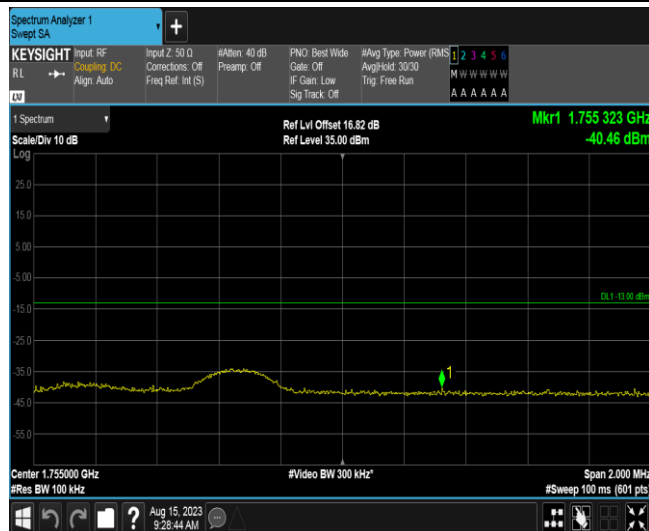 Spectrum Analyzer 1
Swept SA
+
KEYSIGHT Input: RF Input Z: 50 Ω #Atten: 40 dB PNO: Best Wide #Avg Type: Power (RMS 1 2 3 4 5 6
RL Coupling: DC Corrections: Off Preamp: Off Gate: Off Avg|Hold: 30/30 M W W W W W
Align: Auto Freq Ref: Int (S) IF Gain: Low Trig: Free Run
Sig Track: Off A A A A A A
LXI
1 Spectrum Ref Lvl Offset 16.82 dB Mkr1 1.755 323 GHz
Scale/Div 10 dB Ref Level 35.00 dBm -40.46 dBm
Log
25.0
15.0
5.00
-5.00
DL1 -13.00 dBm
-15.0
-25.0
-35.0
1
-45.0
-55.0
Center 1.755000 GHz #Video BW 300 kHz* Span 2.000 MHz
#Res BW 100 kHz #Sweep 100 ms (601 pts)
? Aug 15, 2023
9:28:44 AM